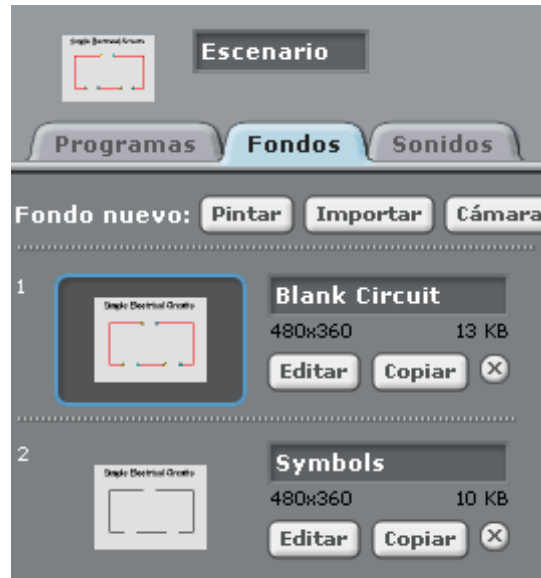 Simple Electrical Circuits
Escenario
Programas Fondos Sonidos
Fondo nuevo: Pintar Importar Cámara
1
Simple Electrical Circuits
Blank Circuit
480x360 13 KB
Editar Copiar
2
Simple Electrical Circuits
Symbols
480x360 10 KB
Editar Copiar